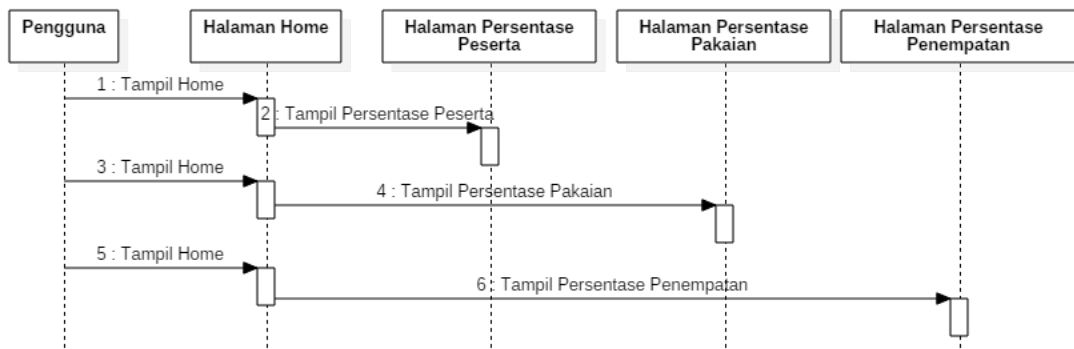 Pengguna
Halaman Home
Halaman Persentase
Peserta
Halaman Persentase
Pakaian
Halaman Persentase
Penempatan
1 : Tampil Home
2 : Tampil Persentase Peserta
3 : Tampil Home
4 : Tampil Persentase Pakaian
5 : Tampil Home
6 : Tampil Persentase Penempatan